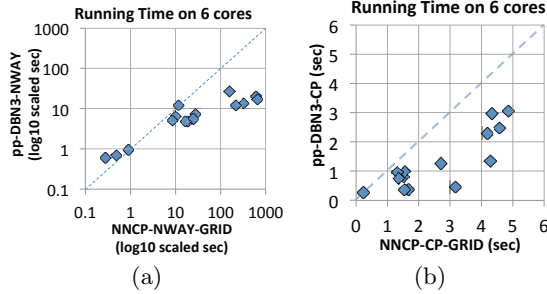 Running Time on 6 cores
1000
100
10
1
0.1
0.1 1 10 100 1000
pp-DBN3-NWAY
(log10 scaled sec)
NNCP-NWAY-GRID
(log10 scaled sec)
(a)
Running Time on 6 cores
6
5
4
3
2
1
0
0 1 2 3 4 5 6
pp-DBN3-CP (sec)
NNCP-CP-GRID (sec)
(b)